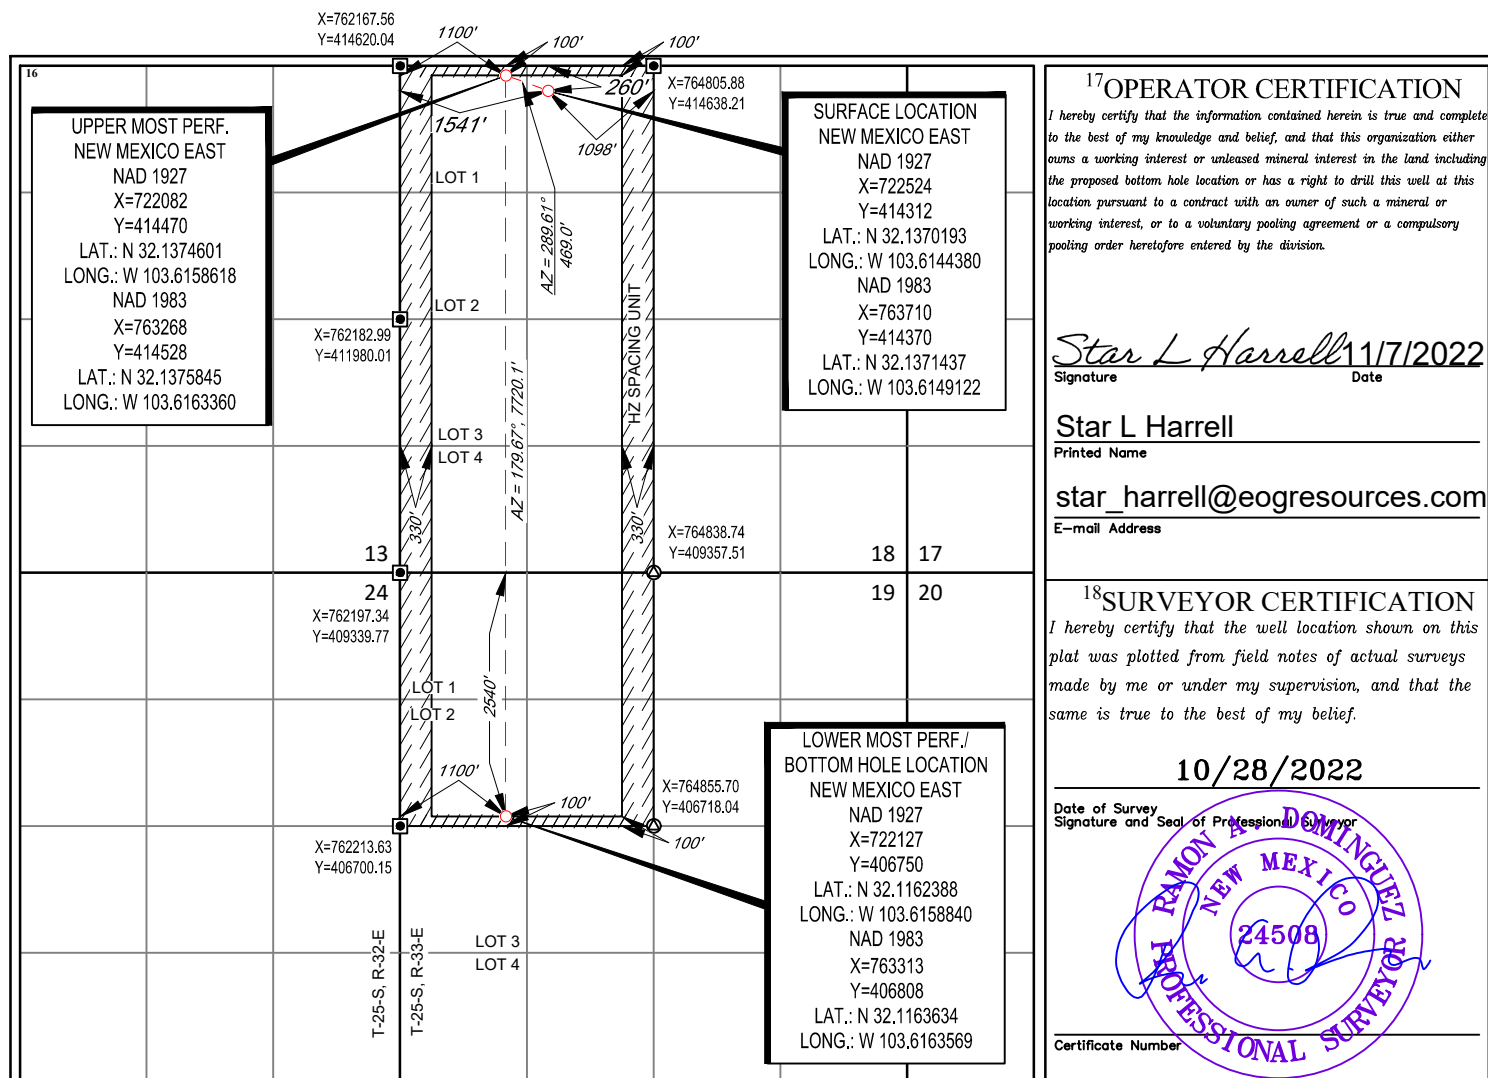 X=762167.56
Y=414620.04
1100'
100'
100'
16
260'
X=764805.88
Y=414638.21
1541'
1098'
UPPER MOST PERF.
NEW MEXICO EAST
NAD 1927
X=722082
Y=414470
LAT.: N 32.1374601
LONG.: W 103.6158618
NAD 1983
X=763268
Y=414528
LAT.: N 32.1375845
LONG.: W 103.6163360
SURFACE LOCATION
NEW MEXICO EAST
NAD 1927
X=722524
Y=414312
LAT.: N 32.1370193
LONG.: W 103.6144380
NAD 1983
X=763710
Y=414370
LAT.: N 32.1371437
LONG.: W 103.6149122
LOT 1
AZ = 289.61°
469.0'
LOT 2
HZ SPACING UNIT
X=762182.99
Y=411980.01
AZ = 179.67°, 7720.1'
LOT 3
LOT 4
330'
330'
X=764838.74
Y=409357.51
13
18 17
24
19 20
X=762197.34
Y=409339.77
LOT 1
LOT 2
2540'
1100'
100'
X=764855.70
Y=406718.04
100'
X=762213.63
Y=406700.15
LOWER MOST PERF./
BOTTOM HOLE LOCATION
NEW MEXICO EAST
NAD 1927
X=722127
Y=406750
LAT.: N 32.1162388
LONG.: W 103.6158840
NAD 1983
X=763313
Y=406808
LAT.: N 32.1163634
LONG.: W 103.6163569
LOT 3
LOT 4
T-25-S, R-32-E
T-25-S, R-33-E
17OPERATOR CERTIFICATION
I hereby certify that the information contained herein is true and complete
to the best of my knowledge and belief, and that this organization either
owns a working interest or unleased mineral interest in the land including
the proposed bottom hole location or has a right to drill this well at this
location pursuant to a contract with an owner of such a mineral or
working interest, or to a voluntary pooling agreement or a compulsory
pooling order heretofore entered by the division.
Star L Harrell 11/7/2022
Signature Date
Star L Harrell
Printed Name
star_harrell@eogresources.com
E-mail Address
18SURVEYOR CERTIFICATION
I hereby certify that the well location shown on this
plat was plotted from field notes of actual surveys
made by me or under my supervision, and that the
same is true to the best of my belief.
10/28/2022
Date of Survey
Signature and Seal of Professional Surveyor
RAMON A. DOMINGUEZ
NEW MEXICO
24508
PROFESSIONAL SURVEYOR
Certificate Number